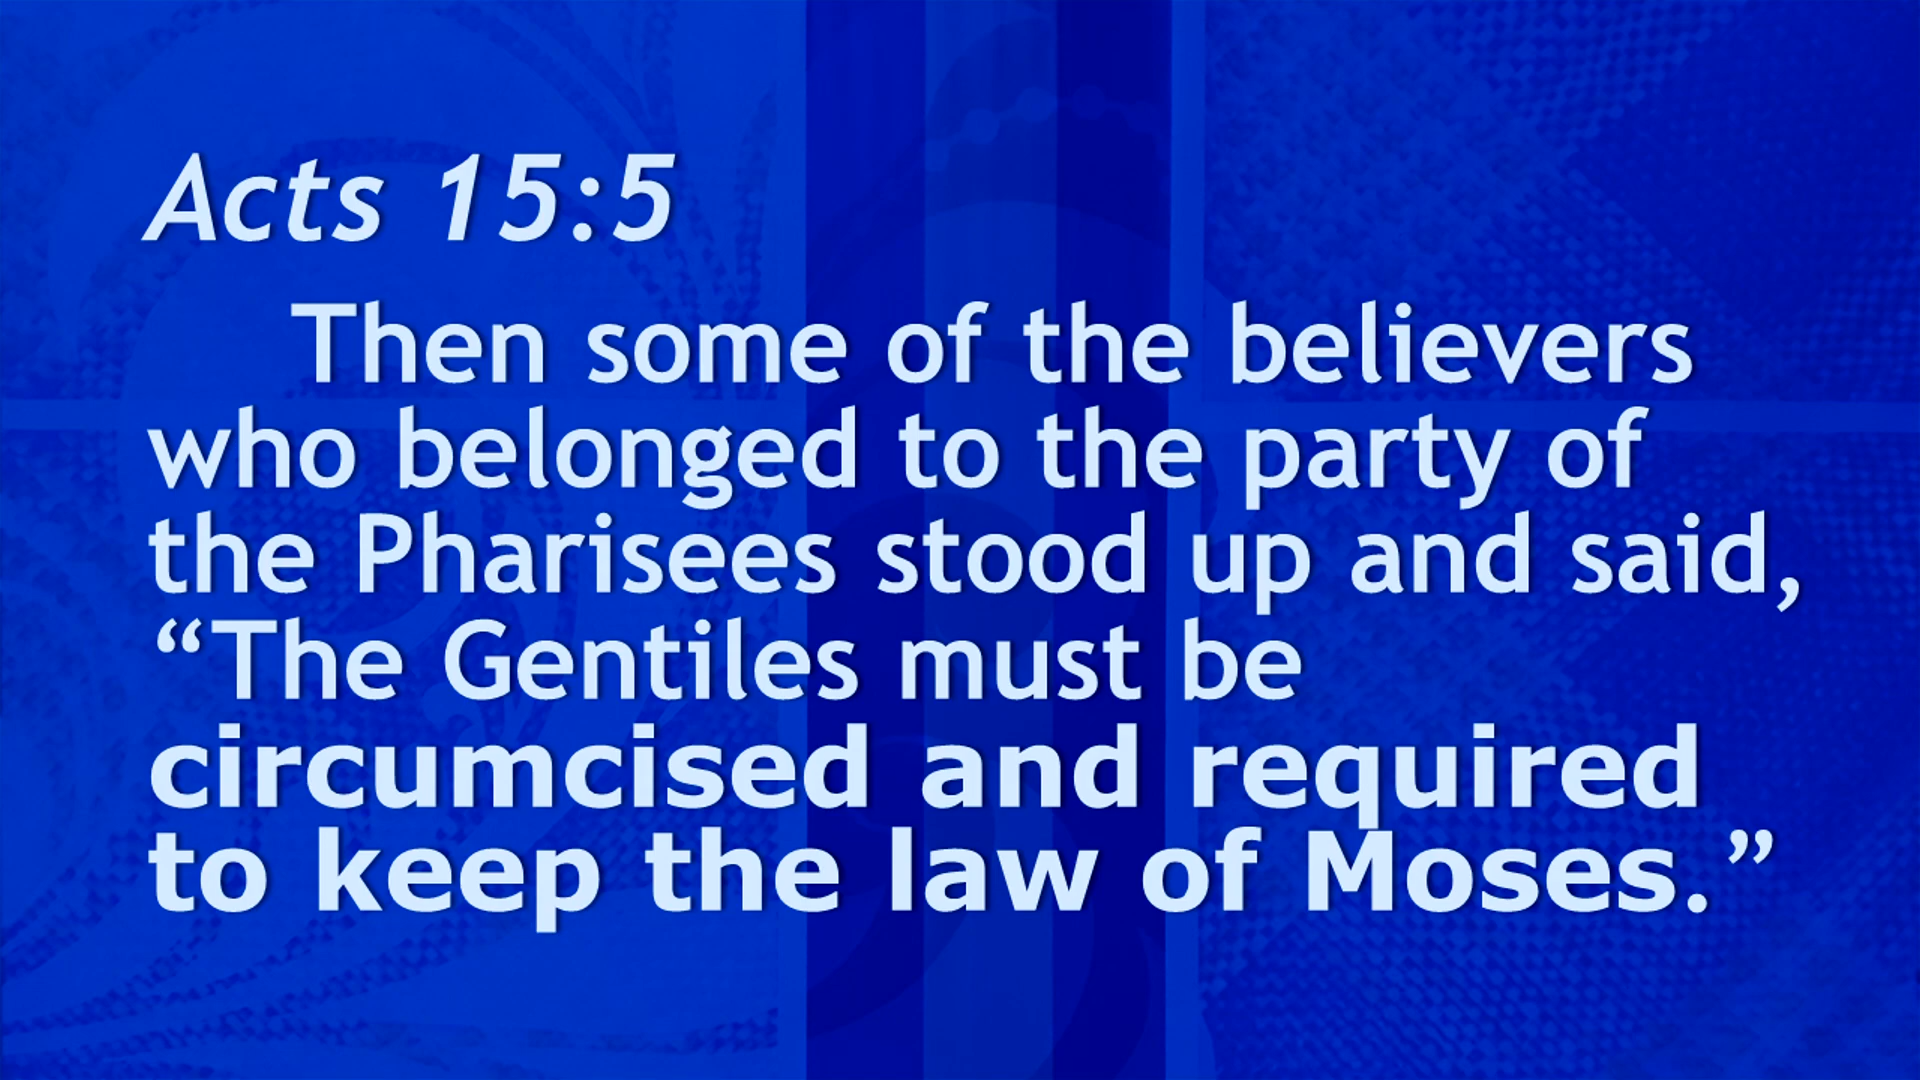 Acts 15:5
Then some of the believers
who belonged to the party of
the Pharisees stood up and said,
“The Gentiles must be
circumcised and required
to keep the law of Moses.”